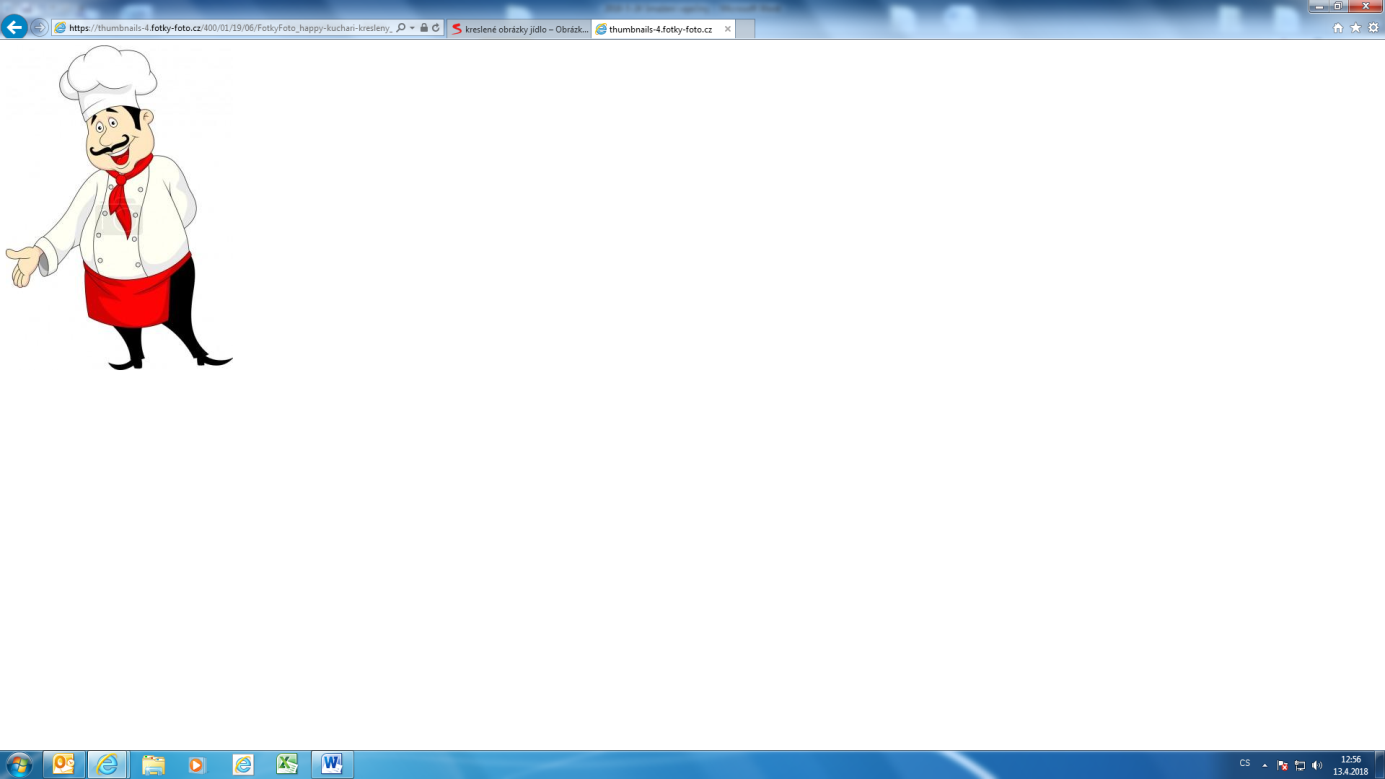 https://thumbnails-4.fotky-foto.cz/400/01/19/06/FotkyFoto_happy-kuchari-kresleny_
kreslené obrázky jídlo – Obrázk...
thumbnails-4.fotky-foto.cz
CS
12:56
13.4.2018